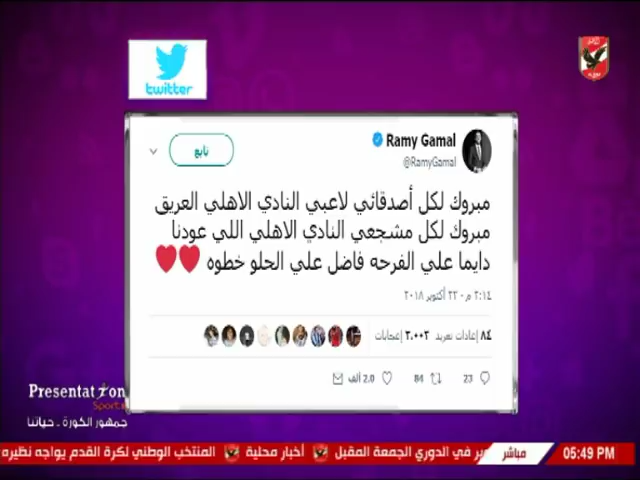 twitter
الأهلي
Ramy Gamal
@RamyGamal
تابع
مبروك لكل أصدقائي لاعبي النادي الاهلي العريق
مبروك لكل مشجعي النادي الاهلي اللي عودنا
دايما علي الفرحه فاضل علي الحلو خطوه ❤❤
٢:١٤ م - ٢٣ أكتوبر ٢٠١٨
٨٤ إعادات تغريد ٢،٠٠٣ إعجابات
23 84 2.0 ألف
Presentation
Sports
جمهور الكورة .. حياتنا
05:49 PM مباشر ير في الدوري الجمعة المقبل أخبار محلية المنتخب الوطني لكرة القدم يواجه نظيره